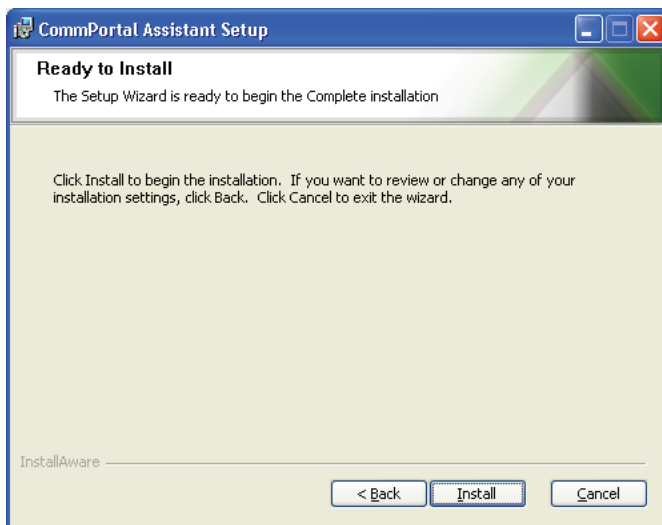 CommPortal Assistant Setup
Ready to Install
The Setup Wizard is ready to begin the Complete installation
Click Install to begin the installation.  If you want to review or change any of your
installation settings, click Back.  Click Cancel to exit the wizard.
InstallAware
< Back Install Cancel